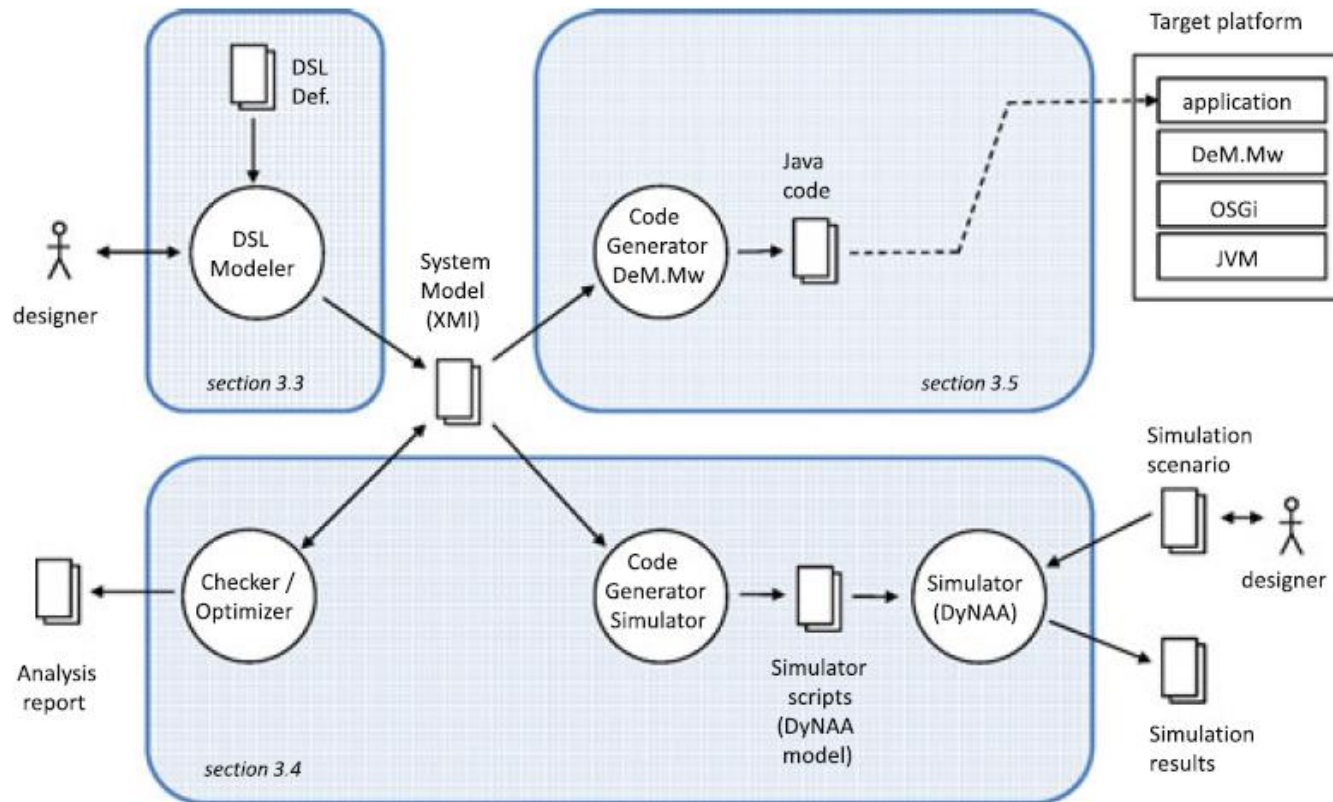 DSL
Def.
DSL
Modeler
designer
section 3.3
System
Model
(XMI)
Code
Generator
DeM.Mw
Java
code
section 3.5
Target platform
application
DeM.Mw
OSGi
JVM
Checker /
Optimizer
Analysis
report
section 3.4
Code
Generator
Simulator
Simulator
scripts
(DyNAA
model)
Simulator
(DyNAA)
Simulation
scenario
designer
Simulation
results